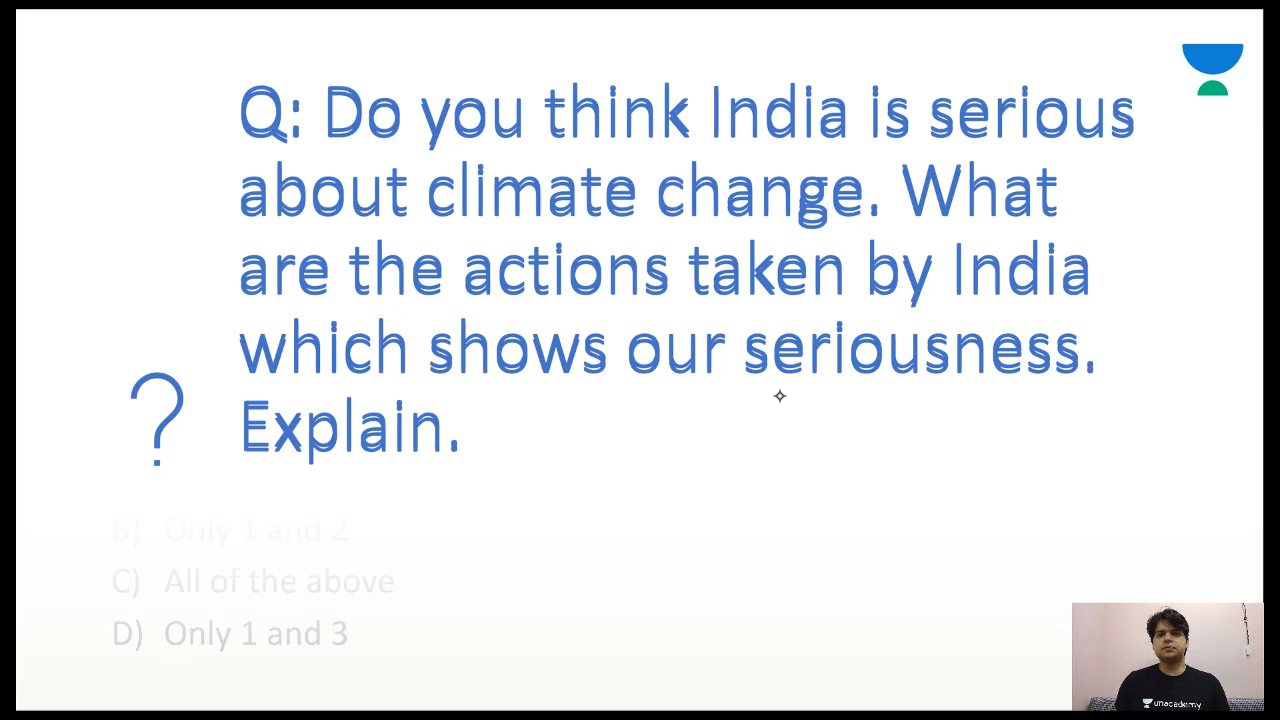 Q: Do you think India is serious
about climate change. What
are the actions taken by India
which shows our seriousness.
Explain.
?
B) Only 1 and 2
C) All of the above
D) Only 1 and 3
unacademy